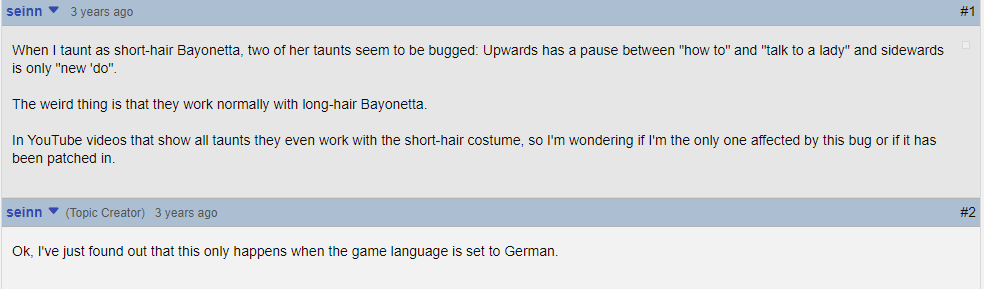 seinn 3 years ago #1
When I taunt as short-hair Bayonetta, two of her taunts seem to be bugged: Upwards has a pause between "how to" and "talk to a lady" and sidewards
is only "new 'do".
The weird thing is that they work normally with long-hair Bayonetta.
In YouTube videos that show all taunts they even work with the short-hair costume, so I'm wondering if I'm the only one affected by this bug or if it has
been patched in.
seinn (Topic Creator) 3 years ago #2
Ok, I've just found out that this only happens when the game language is set to German.